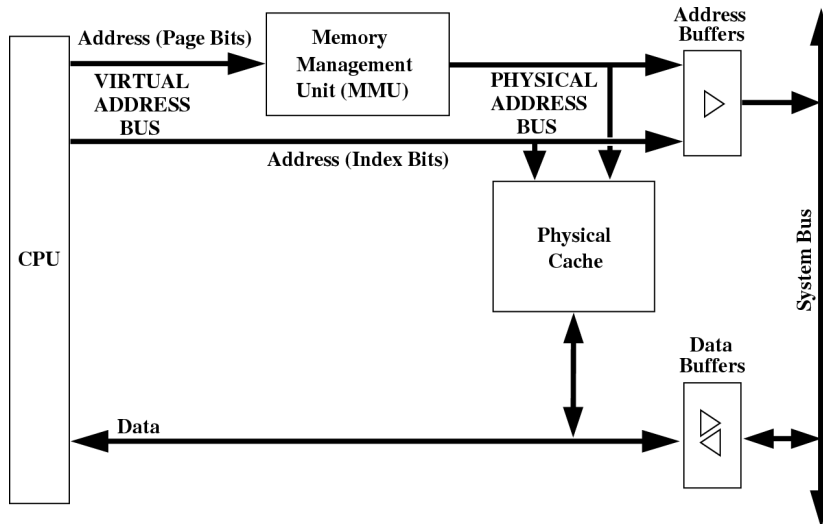 Address (Page Bits)
Memory
Management
Unit (MMU)
Address
Buffers
VIRTUAL
ADDRESS
BUS
PHYSICAL
ADDRESS
BUS
Address (Index Bits)
CPU
Physical
Cache
System Bus
Data
Buffers
Data